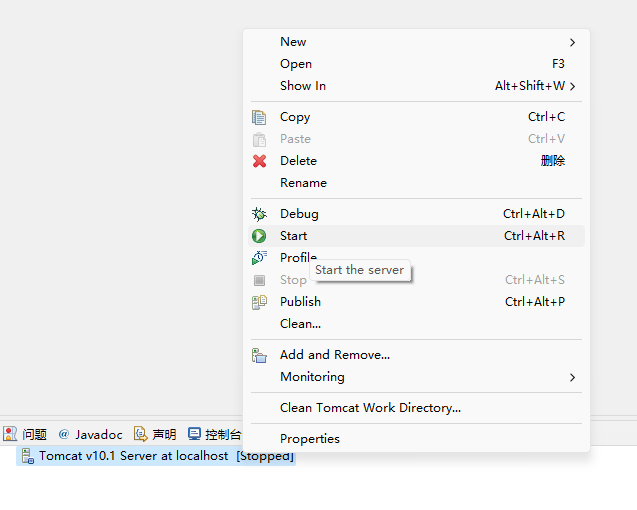 New
Open F3
Show In Alt+Shift+W
Copy Ctrl+C
Paste Ctrl+V
Delete 删除
Rename
Debug Ctrl+Alt+D
Start Ctrl+Alt+R
Profile
Start the server
Stop Ctrl+Alt+S
Publish Ctrl+Alt+P
Clean...
Add and Remove...
Monitoring
Clean Tomcat Work Directory...
Properties
问题 @ Javadoc 声明 控制台
Tomcat v10.1 Server at localhost [Stopped]